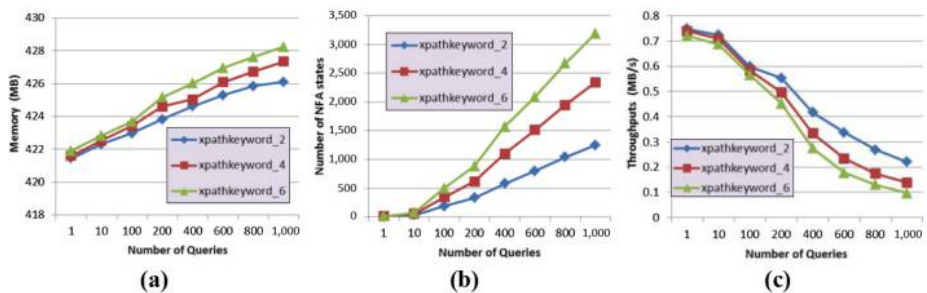 430
428
426
424
422
420
418
Memory (MB)
xpathkeyword_2
xpathkeyword_4
xpathkeyword_6
1 10 100 200 400 600 800 1,000
Number of Queries
(a)
3,500
3,000
2,500
2,000
1,500
1,000
500
0
Number of NFA states
xpathkeyword_2
xpathkeyword_4
xpathkeyword_6
1 10 100 200 400 600 800 1,000
Number of Queries
(b)
0.8
0.7
0.6
0.5
0.4
0.3
0.2
0.1
0
Throughputs (MB/s)
xpathkeyword_2
xpathkeyword_4
xpathkeyword_6
1 10 100 200 400 600 800 1,000
Number of Queries
(c)